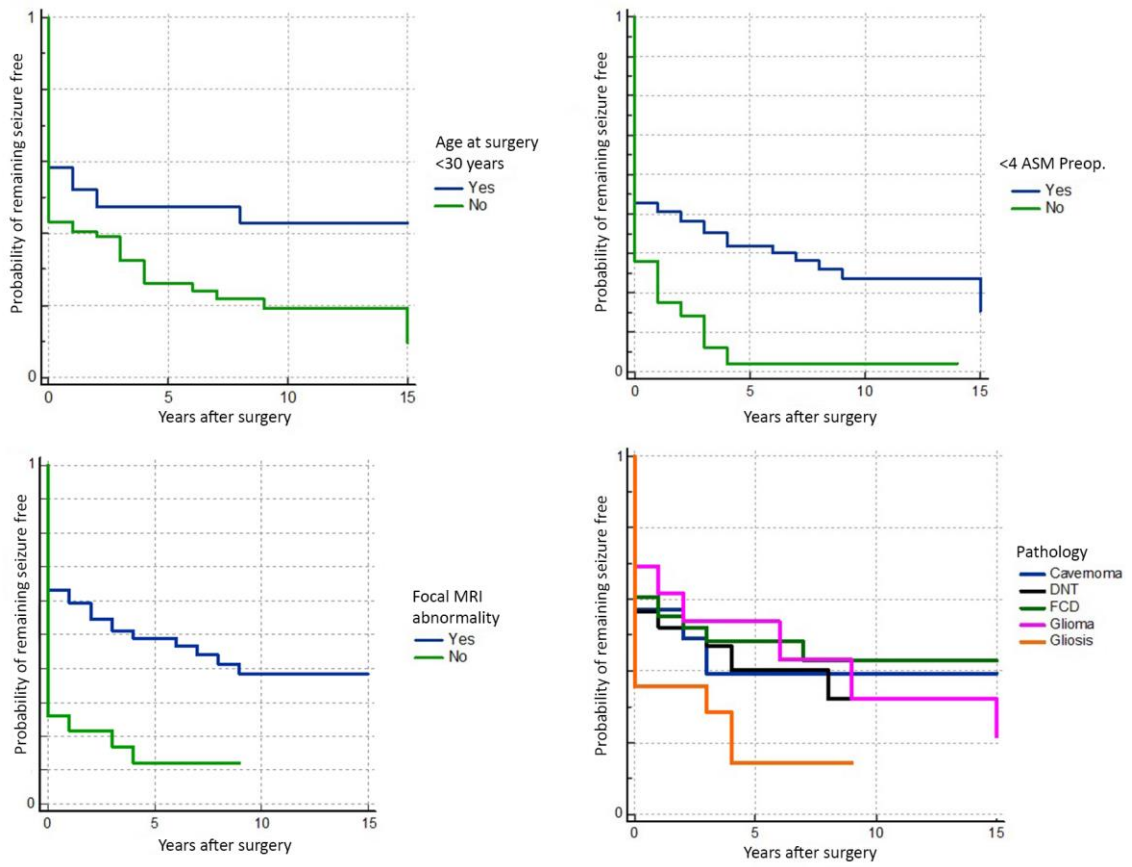 Probability of remaining seizure free
1
0
0 5 10 15
Years after surgery
Age at surgery
<30 years
Yes
No
Probability of remaining seizure free
1
0
0 5 10 15
Years after surgery
<4 ASM Preop.
Yes
No
Probability of remaining seizure free
1
0
0 5 10 15
Years after surgery
Focal MRI
abnormality
Yes
No
Probability of remaining seizure free
1
0
0 5 10 15
Years after surgery
Pathology
Cavernoma
DNT
FCD
Glioma
Gliosis